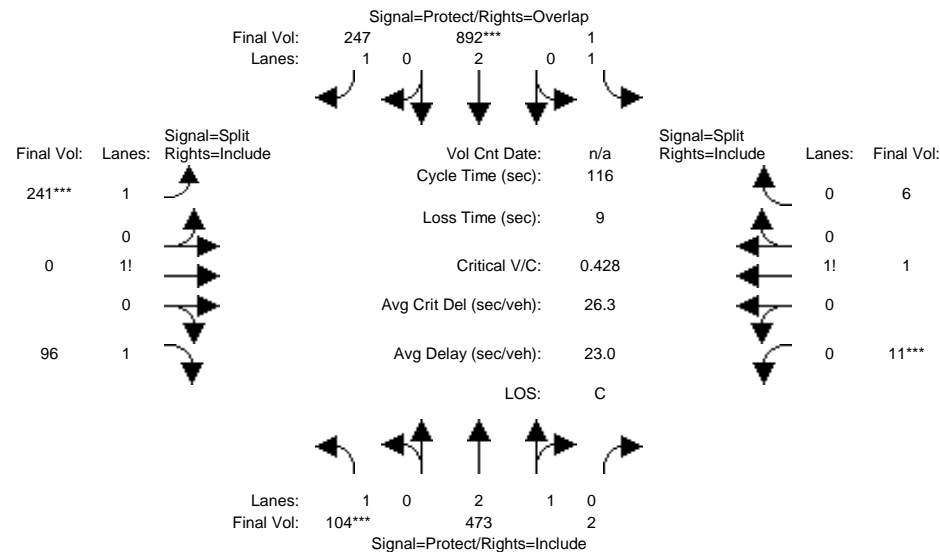 Signal=Protect/Rights=Overlap
Final Vol: 247 892*** 1
Lanes: 1 0 2 0 1
Signal=Split Signal=Split
Final Vol: Lanes: Rights=Include Vol Cnt Date: n/a Rights=Include Lanes: Final Vol:
Cycle Time (sec): 116
241*** 1 0 6
Loss Time (sec): 9
0 0
0 1! Critical V/C: 0.428 1! 1
0 Avg Crit Del (sec/veh): 26.3 0
96 1 Avg Delay (sec/veh): 23.0 0 11***
LOS: C
Lanes: 1 0 2 1 0
Final Vol: 104*** 473 2
Signal=Protect/Rights=Include